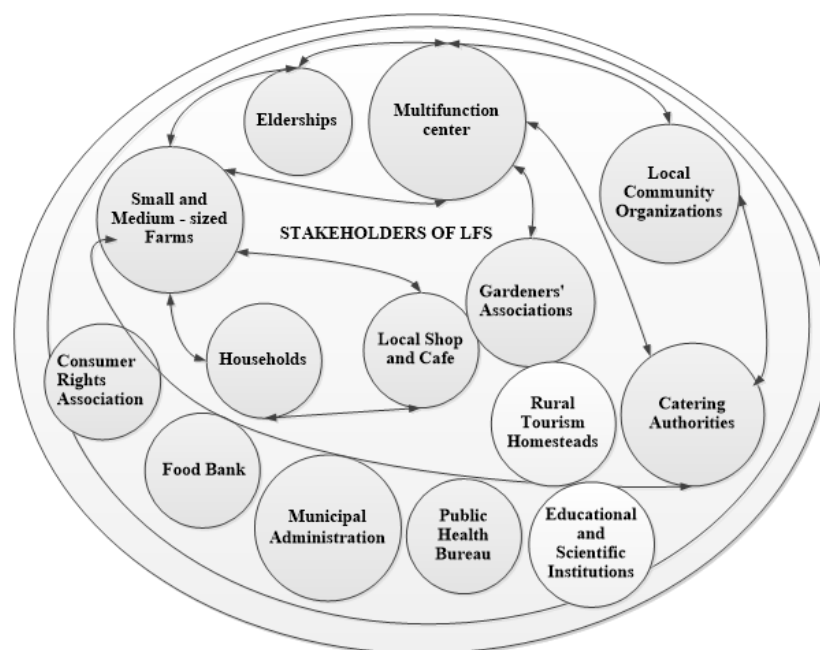 Elderships
Multifunction
center
Local
Community
Organizations
Small and
Medium - sized
Farms
STAKEHOLDERS OF LFS
Gardeners'
Associations
Local Shop
and Cafe
Households
Consumer
Rights
Association
Rural
Tourism
Homesteads
Catering
Authorities
Food Bank
Municipal
Administration
Public
Health
Bureau
Educational
and
Scientific
Institutions